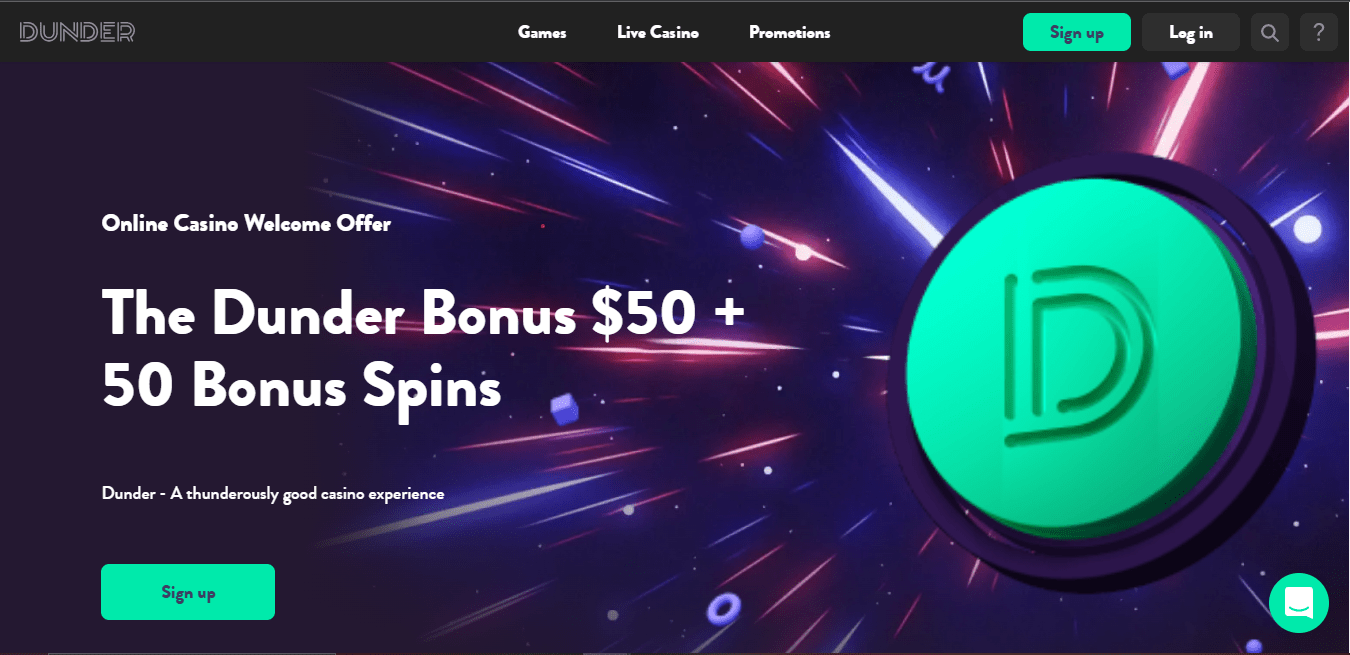 DUNDER
Games
Live Casino
Promotions
Sign up
Log in
?
Online Casino Welcome Offer
The Dunder Bonus $50 +
50 Bonus Spins
Dunder - A thunderously good casino experience
Sign up
D